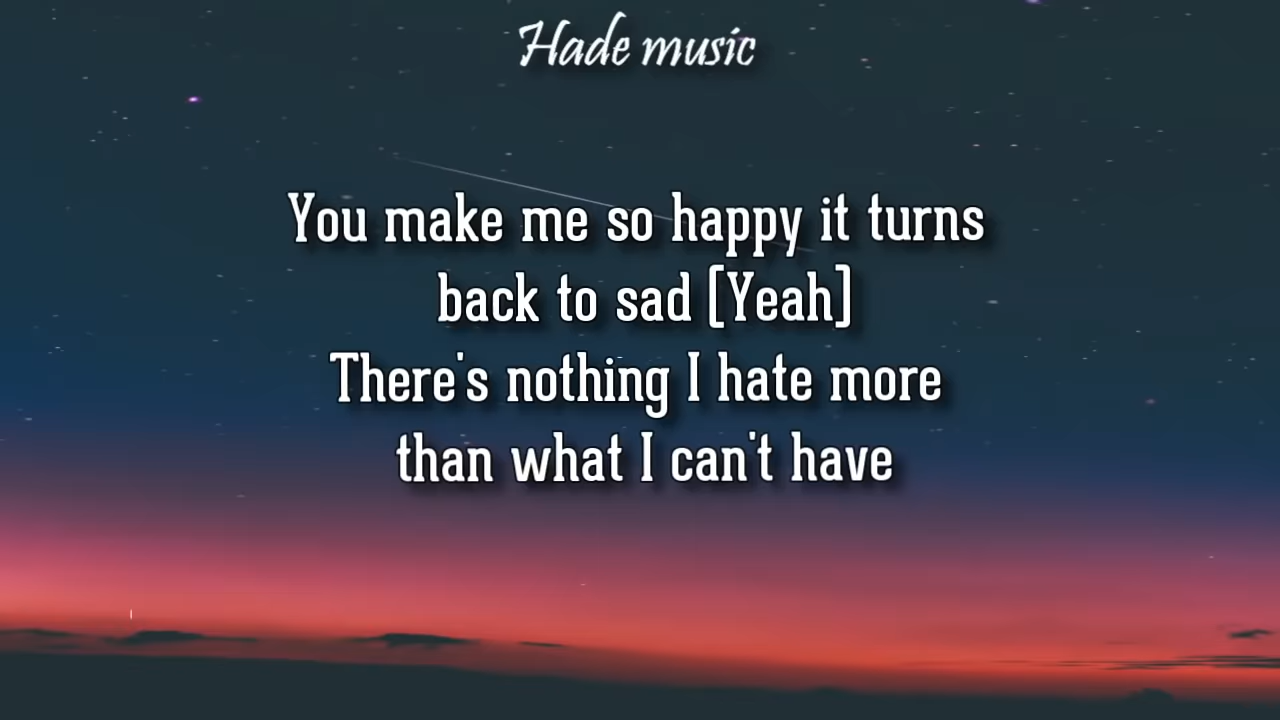 Hade music
You make me so happy it turns
back to sad [Yeah]
There's nothing I hate more
than what I can't have